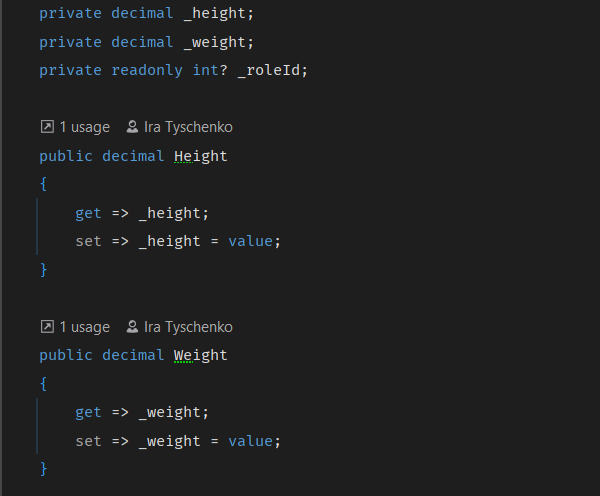 private decimal _height;
private decimal _weight;
private readonly int? _roleId;
1 usage Ira Tyschenko
public decimal Height
{
get => _height;
set => _height = value;
}
1 usage Ira Tyschenko
public decimal Weight
{
get => _weight;
set => _weight = value;
}